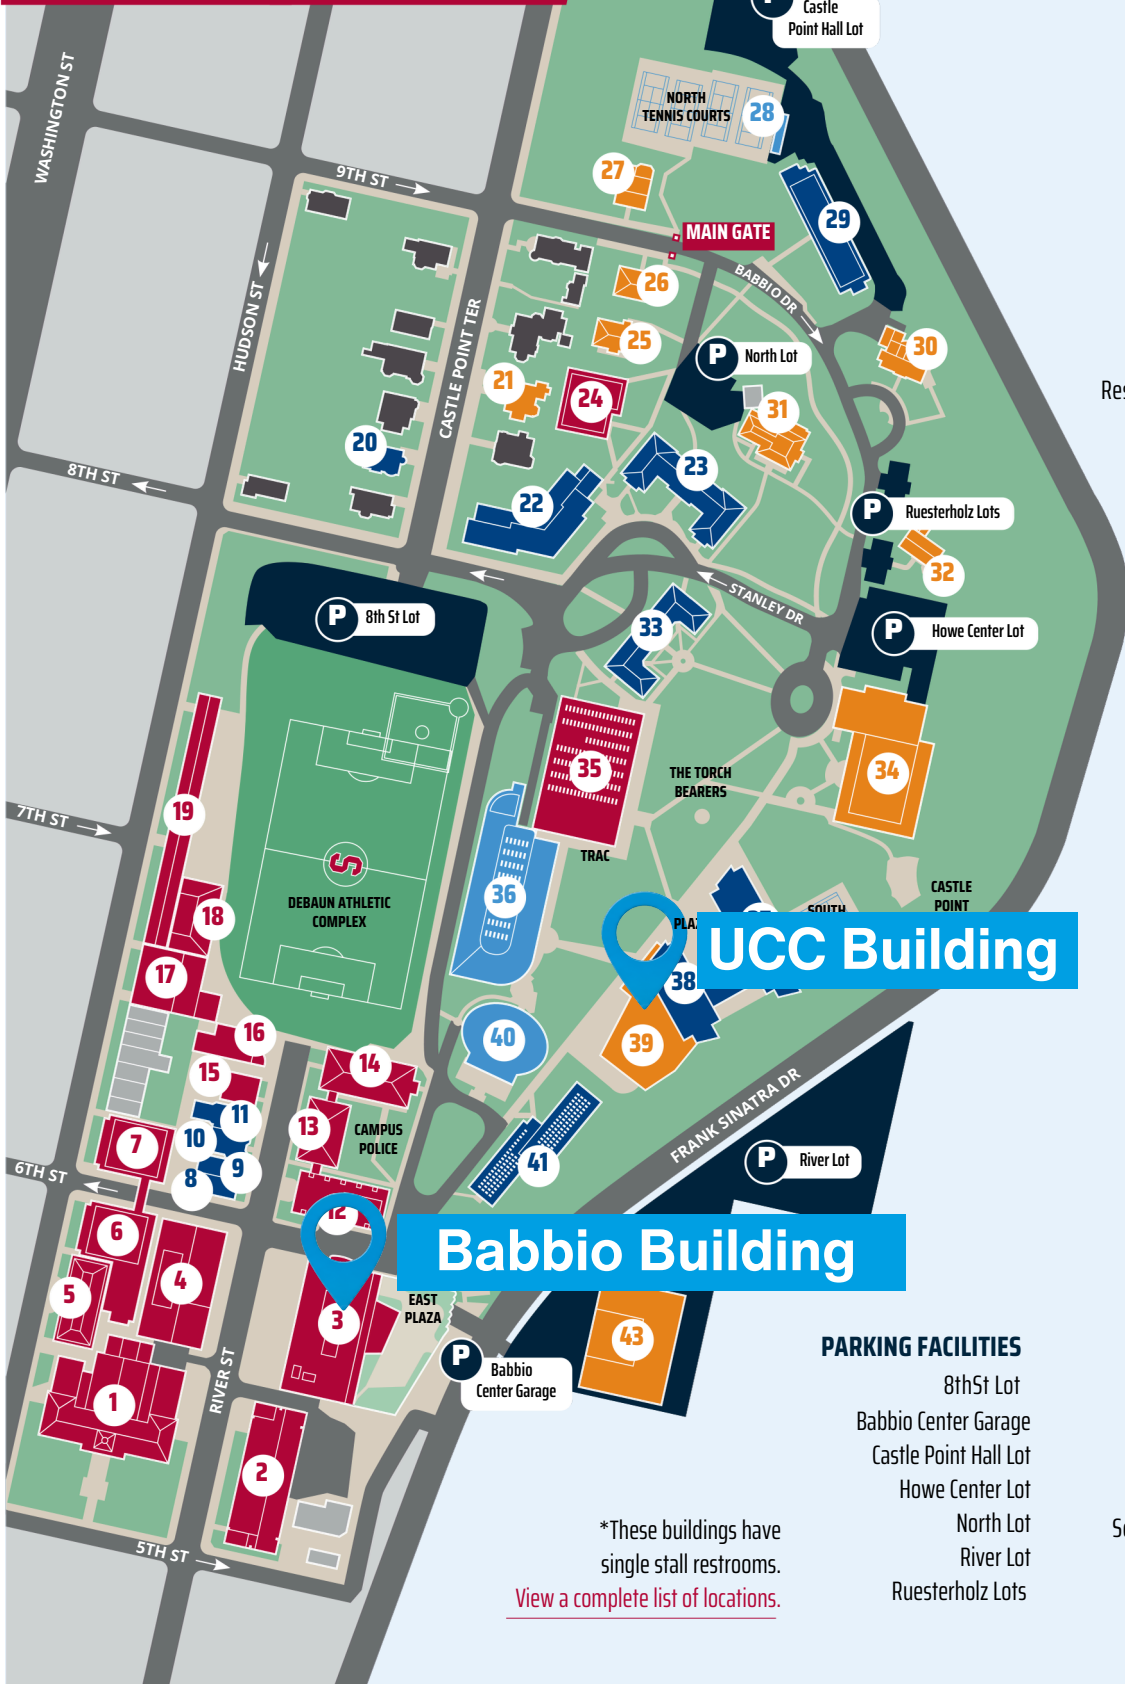 Castle
Point Hall Lot
WASHINGTON ST
NORTH
TENNIS COURTS
28
9TH ST
27
29
MAIN GATE
HUDSON ST
26
BABBIO DR
CASTLE POINT TER
25
30
P
North Lot
21
24
31
20
8TH ST
23
22
P
Ruesterholz Lots
32
STANLEY DR
P
8th St Lot
33
P
Howe Center Lot
35
34
THE TORCH
BEARERS
19
7TH ST
TRAC
36
DEBAUN ATHLETIC
COMPLEX
S
18
CASTLE
POINT
SOUTH
UCC Building
17
38
16
40
39
14
15
11
13
CAMPUS
POLICE
10
7
FRANK SINATRA DR
P
River Lot
6TH ST
9
8
41
12
6
Babbio Building
5
4
3
EAST
PLAZA
43
P
Babbio
Center Garage
1
RIVER ST
2
5TH ST
PARKING FACILITIES
8thSt Lot
Babbio Center Garage
Castle Point Hall Lot
Howe Center Lot
North Lot
River Lot
Ruesterholz Lots
*These buildings have
single stall restrooms.
View a complete list of locations.